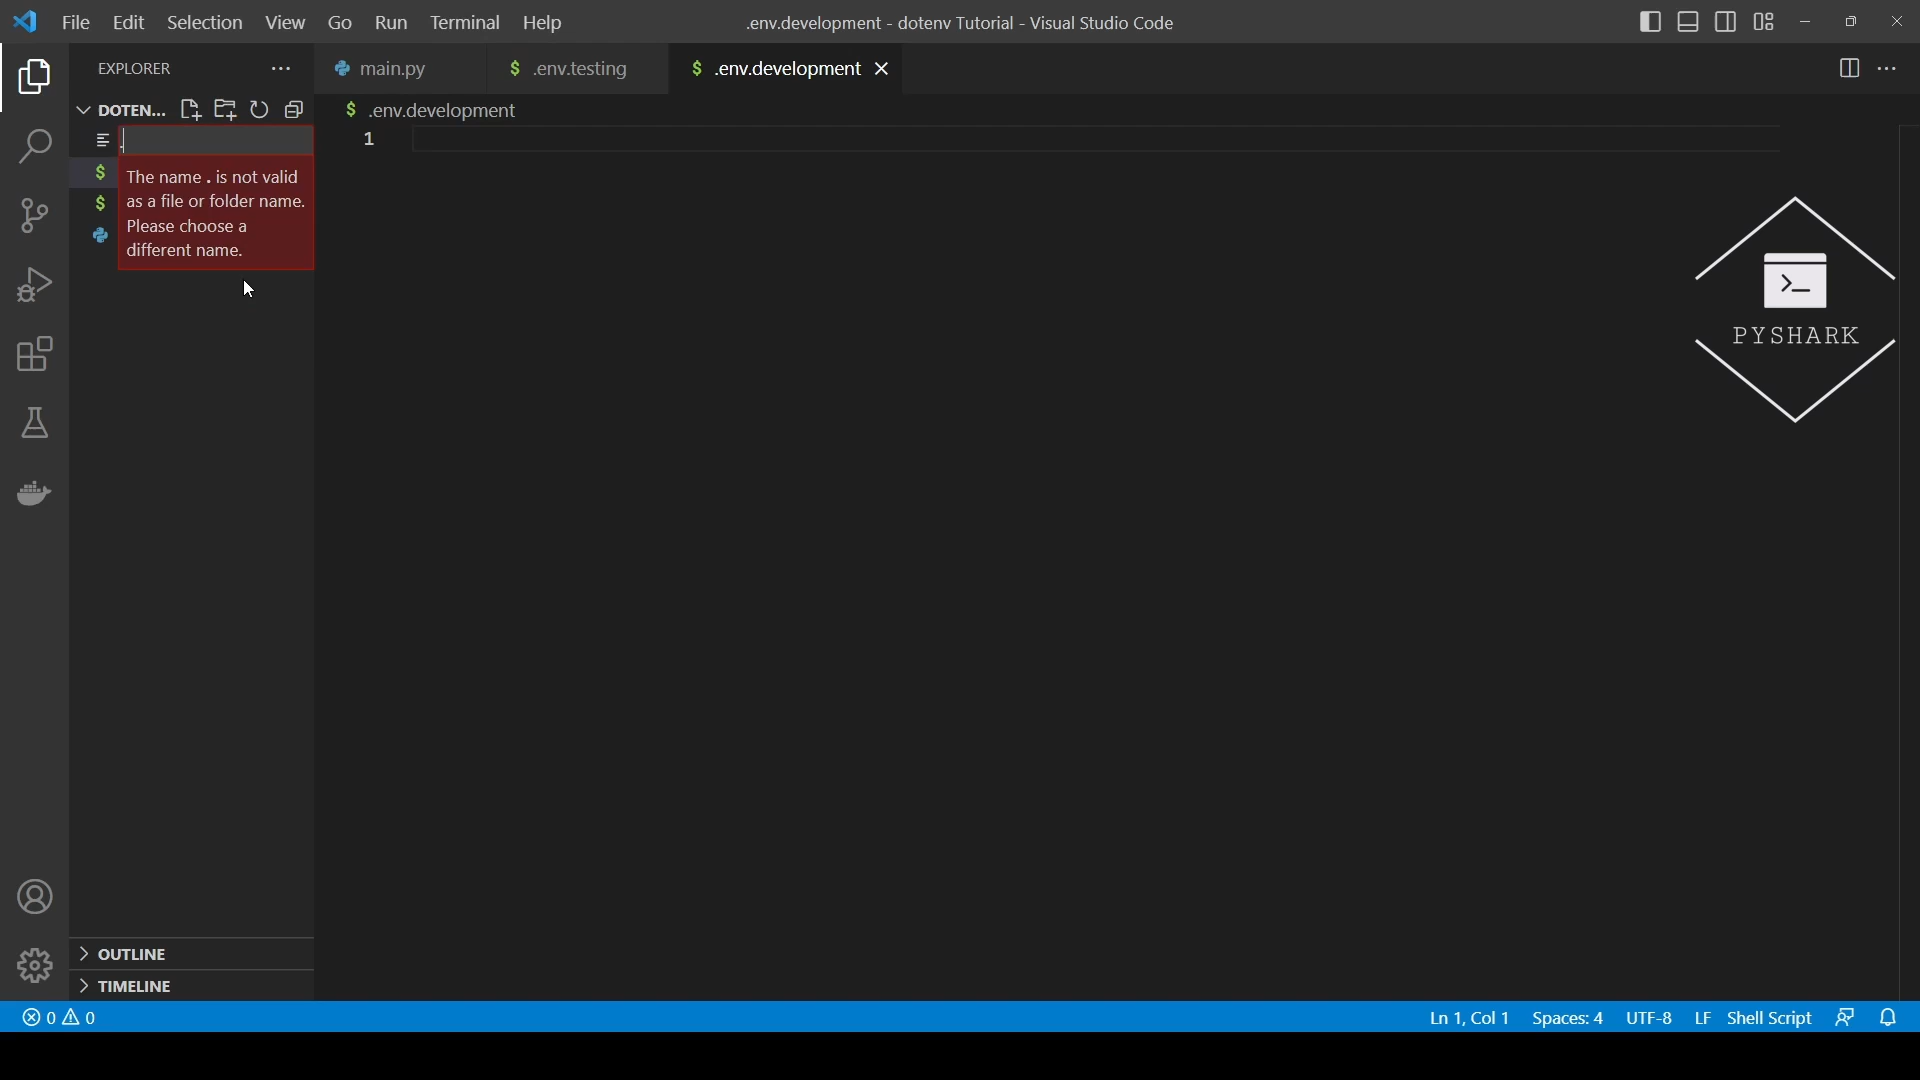 File Edit Selection View Go Run Terminal Help
.env.development - dotenv Tutorial - Visual Studio Code
EXPLORER
main.py
$ .env.testing
$ .env.development
DOTEN...
$ .env.development
.
1
$
The name . is not valid
as a file or folder name.
$
Please choose a
different name.
PYSHARK
OUTLINE
TIMELINE
0 0
Ln 1, Col 1 Spaces: 4 UTF-8 LF Shell Script